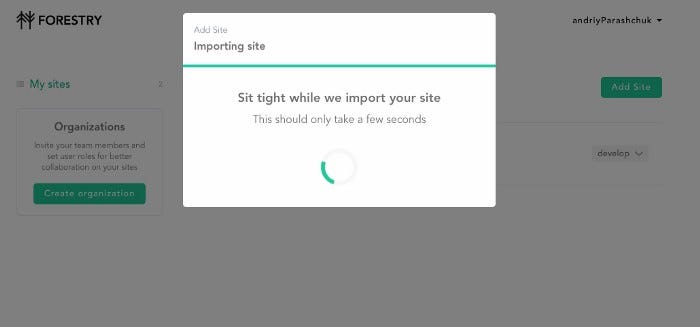 FORESTRY
andriyParashchuk
Add Site
Importing site
My sites
2
Add Site
Sit tight while we import your site
This should only take a few seconds
Organizations
Invite your team members and
set user roles for better
collaboration on your sites
Create organization
develop